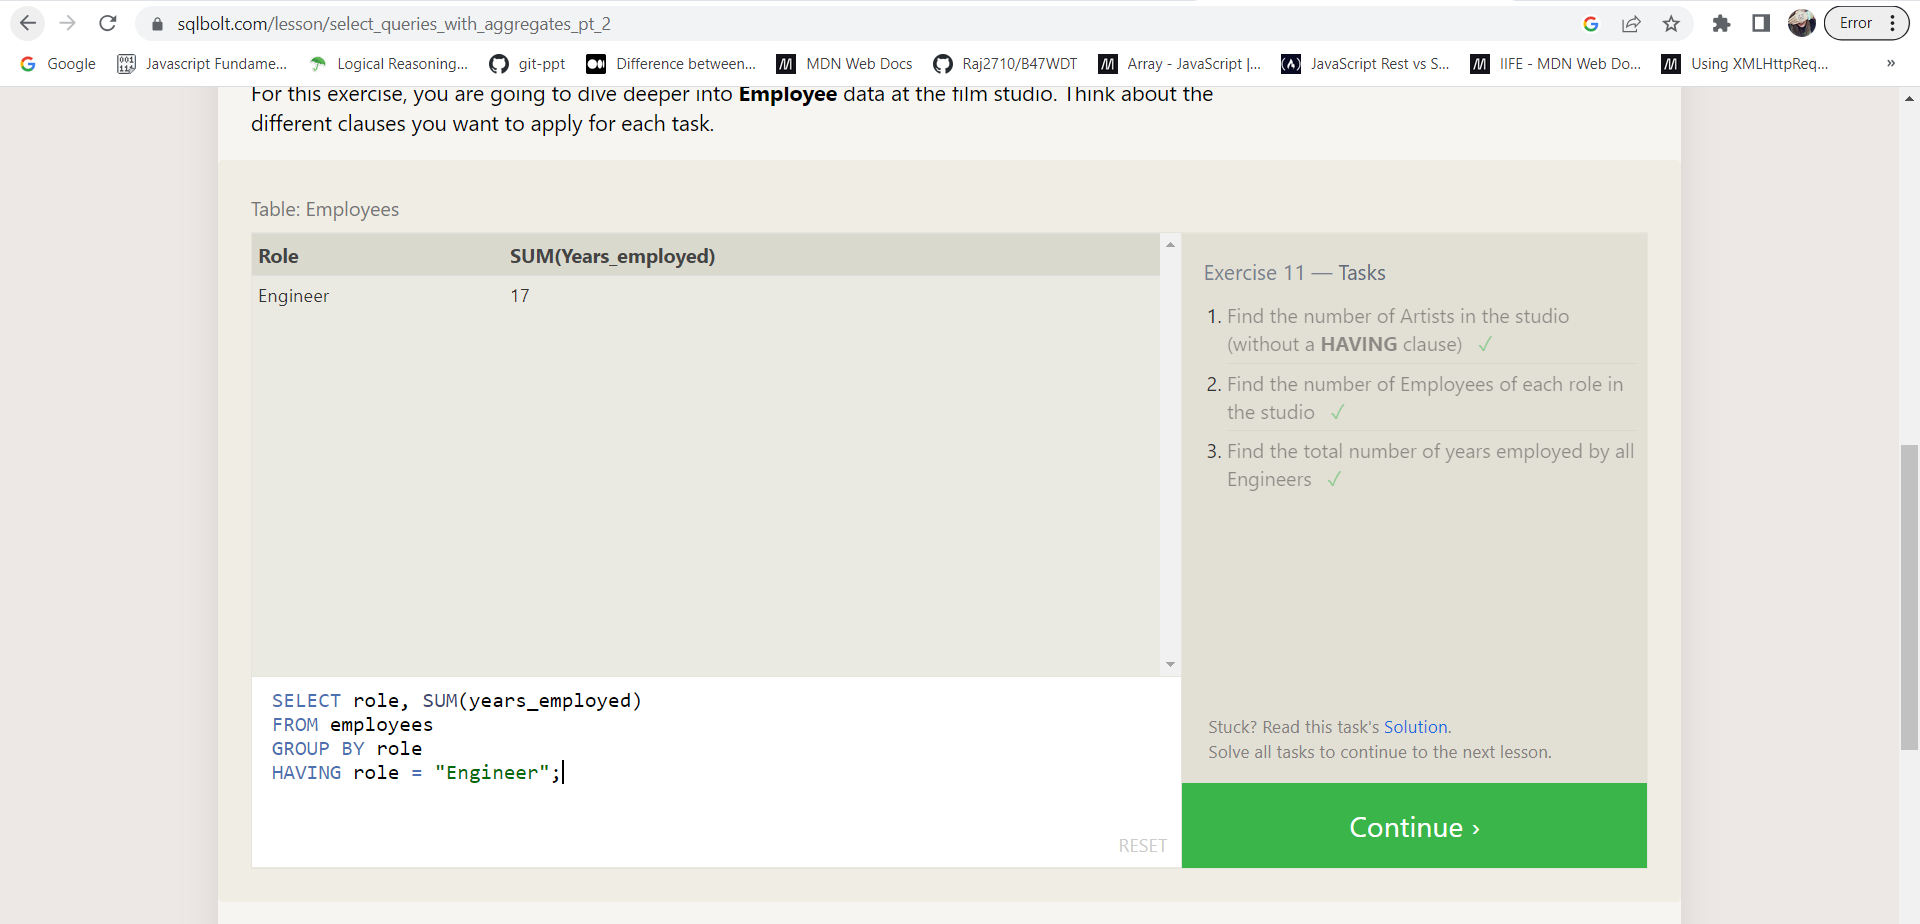 sqlbolt.com/lesson/select_queries_with_aggregates_pt_2
Error
Google
Javascript Fundame...
Logical Reasoning...
git-ppt
Difference between...
MDN Web Docs
Raj2710/B47WDT
Array - JavaScript |...
JavaScript Rest vs S...
IIFE - MDN Web Do...
Using XMLHttpReq...
»
For this exercise, you are going to dive deeper into Employee data at the film studio. Think about the
different clauses you want to apply for each task.
Table: Employees
Role SUM(Years_employed)
Engineer 17
SELECT role, SUM(years_employed)
FROM employees
GROUP BY role
HAVING role = "Engineer";
RESET
Exercise 11 — Tasks
1. Find the number of Artists in the studio
(without a HAVING clause) ✓
2. Find the number of Employees of each role in
the studio ✓
3. Find the total number of years employed by all
Engineers ✓
Stuck? Read this task's Solution.
Solve all tasks to continue to the next lesson.
Continue ›